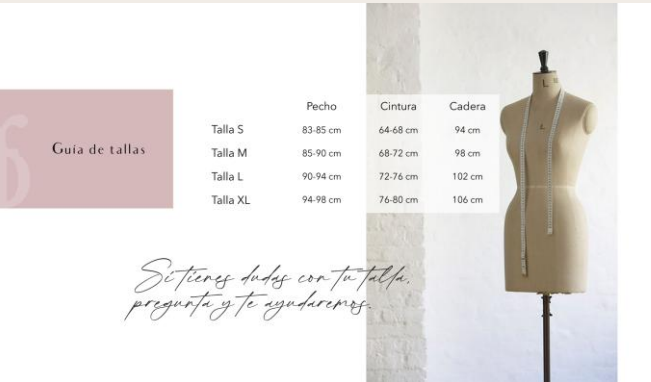 6
Guía de tallas
Pecho Cintura Cadera
Talla S 83-85 cm 64-68 cm 94 cm
Talla M 85-90 cm 68-72 cm 98 cm
Talla L 90-94 cm 72-76 cm 102 cm
Talla XL 94-98 cm 76-80 cm 106 cm
Si tienes dudas con tu talla,
pregunta y te ayudaremos.